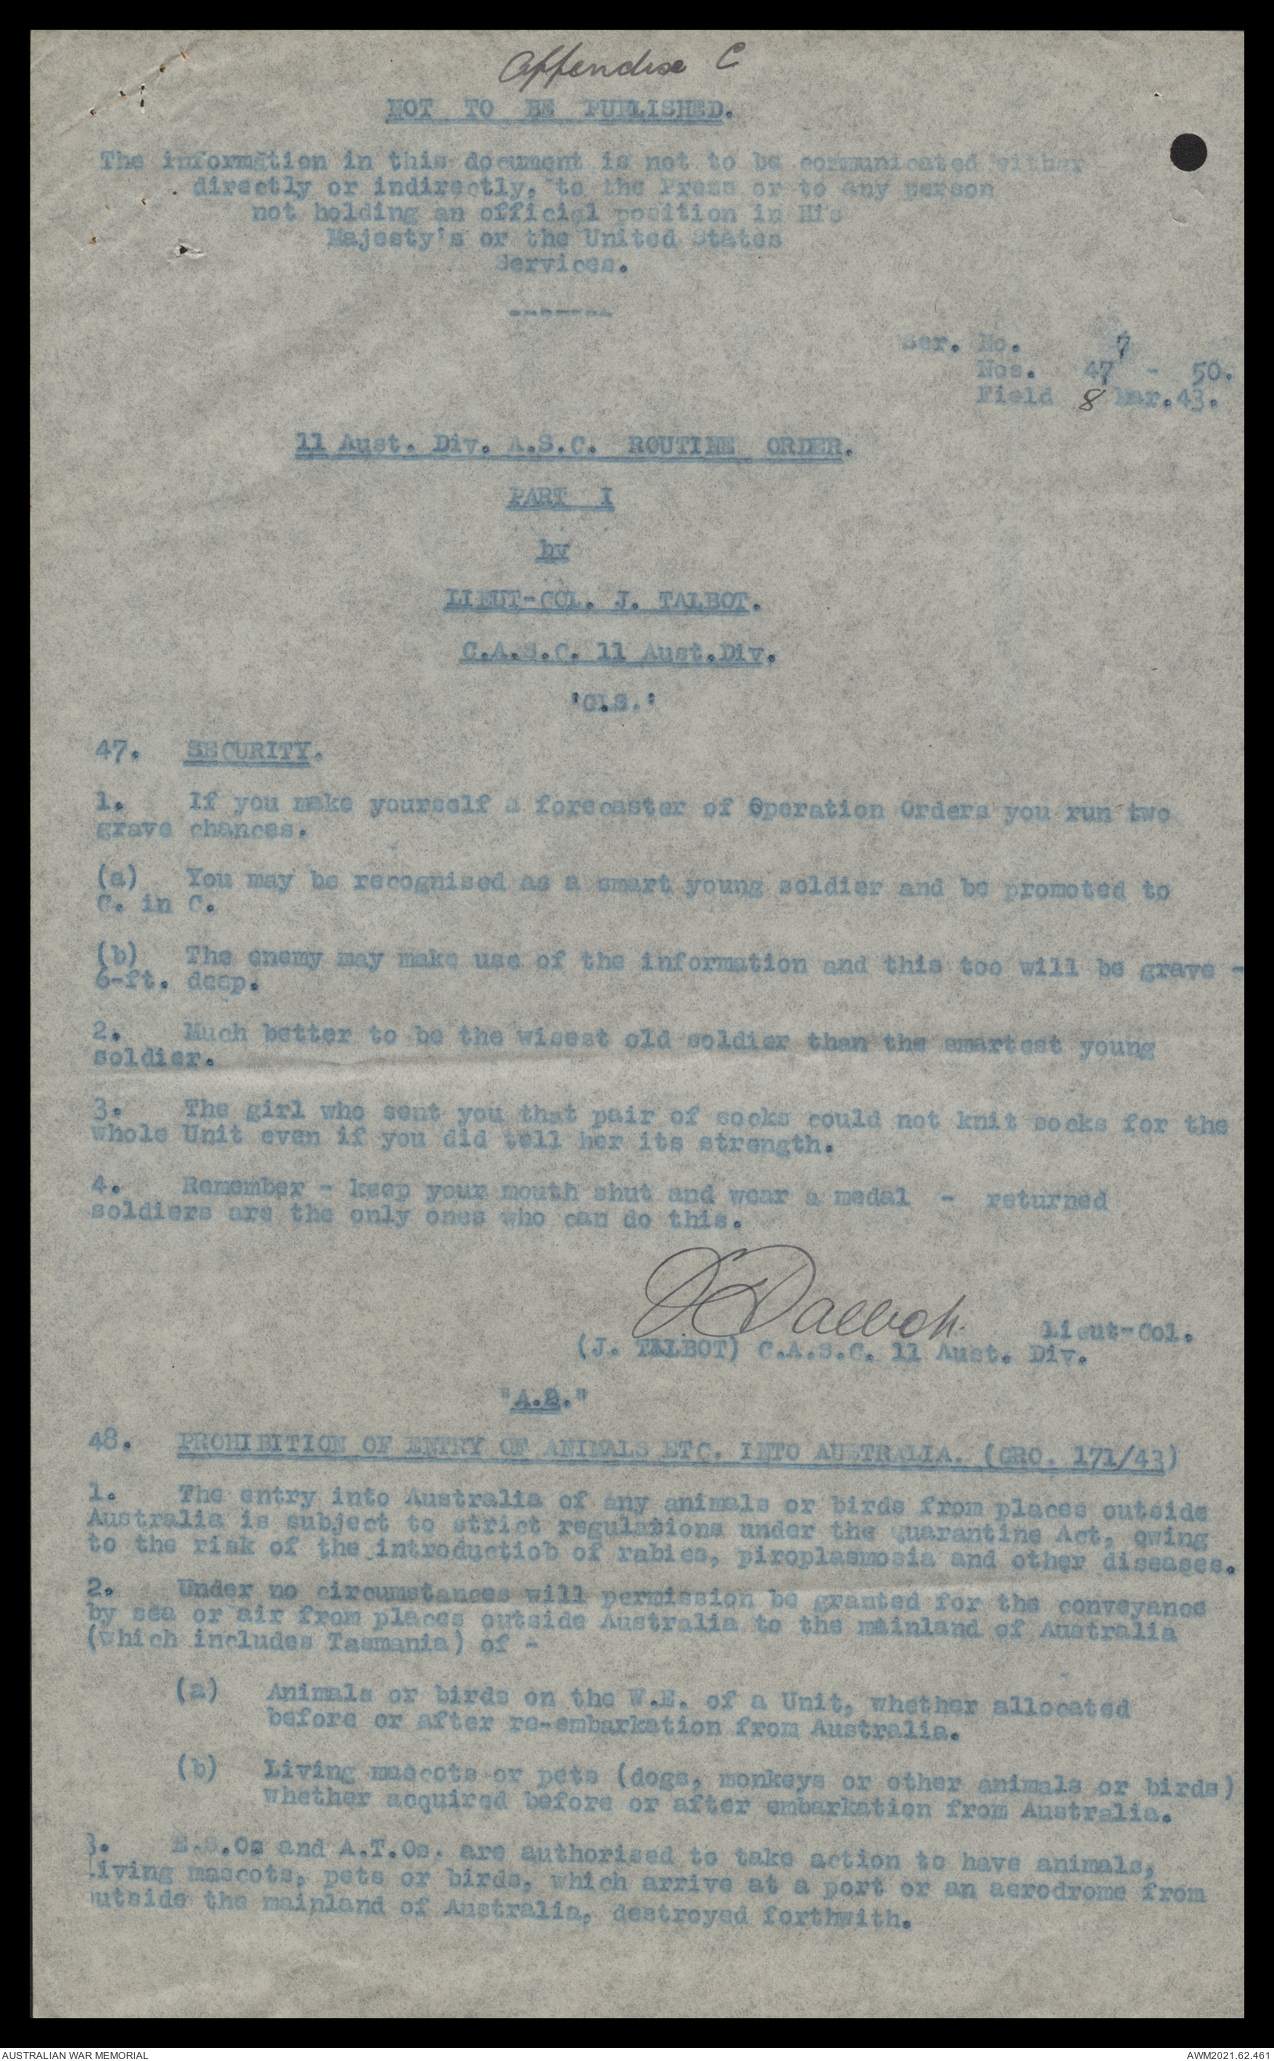 Appendix C
NOT TO BE PUBLISHED.
The information in this document is not to be communicated either
directly or indirectly, to the Press or to any person
not holding an official position in His
Majesty's or the United States
Services.
-------
Ser. No. 7
Nos. 47 - 50.
Field 8 Mar.43.
11 Aust. Div. A.S.C. ROUTINE ORDER.
PART I
by
LIEUT-COL. J. TALBOT.
C.A.S.C. 11 Aust.Div.
'GIS.'
47. SECURITY.
1. If you make yourself a forecaster of Operation Orders you run two
grave chances.
(a) You may be recognised as a smart young soldier and be promoted to
C. in C.
(b) The enemy may make use of the information and this too will be grave -
6-ft. deep.
2. Much better to be the wisest old soldier than the smartest young
soldier.
3. The girl who sent you that pair of socks could not knit socks for the
whole Unit even if you did tell her its strength.
4. Remember - keep your mouth shut and wear a medal - returned
soldiers are the only ones who can do this.
J Talbot. Lieut-Col.
(J. TALBOT) C.A.S.C. 11 Aust. Div.
"A.Q."
48. PROHIBITION OF ENTRY OF ANIMALS ETC. INTO AUSTRALIA. (GRO. 171/43)
1. The entry into Australia of any animals or birds from places outside
Australia is subject to strict regulations under the Quarantine Act, owing
to the risk of the introductiob of rabies, piroplasmosia and other diseases.
2. Under no circumstances will permission be granted for the conveyance
by sea or air from places outside Australia to the mainland of Australia
(which includes Tasmania) of -
(a) Animals or birds on the W.E. of a Unit, whether allocated
before or after re-embarkation from Australia.
(b) Living mascots or pets (dogs, monkeys or other animals or birds)
whether acquired before or after embarkation from Australia.
3. E.S.Os and A.T.Os. are authorised to take action to have animals,
living mascots, pets or birds, which arrive at a port or an aerodrome from
outside the mainland of Australia, destroyed forthwith.
AUSTRALIAN WAR MEMORIAL
AWM2021.62.461